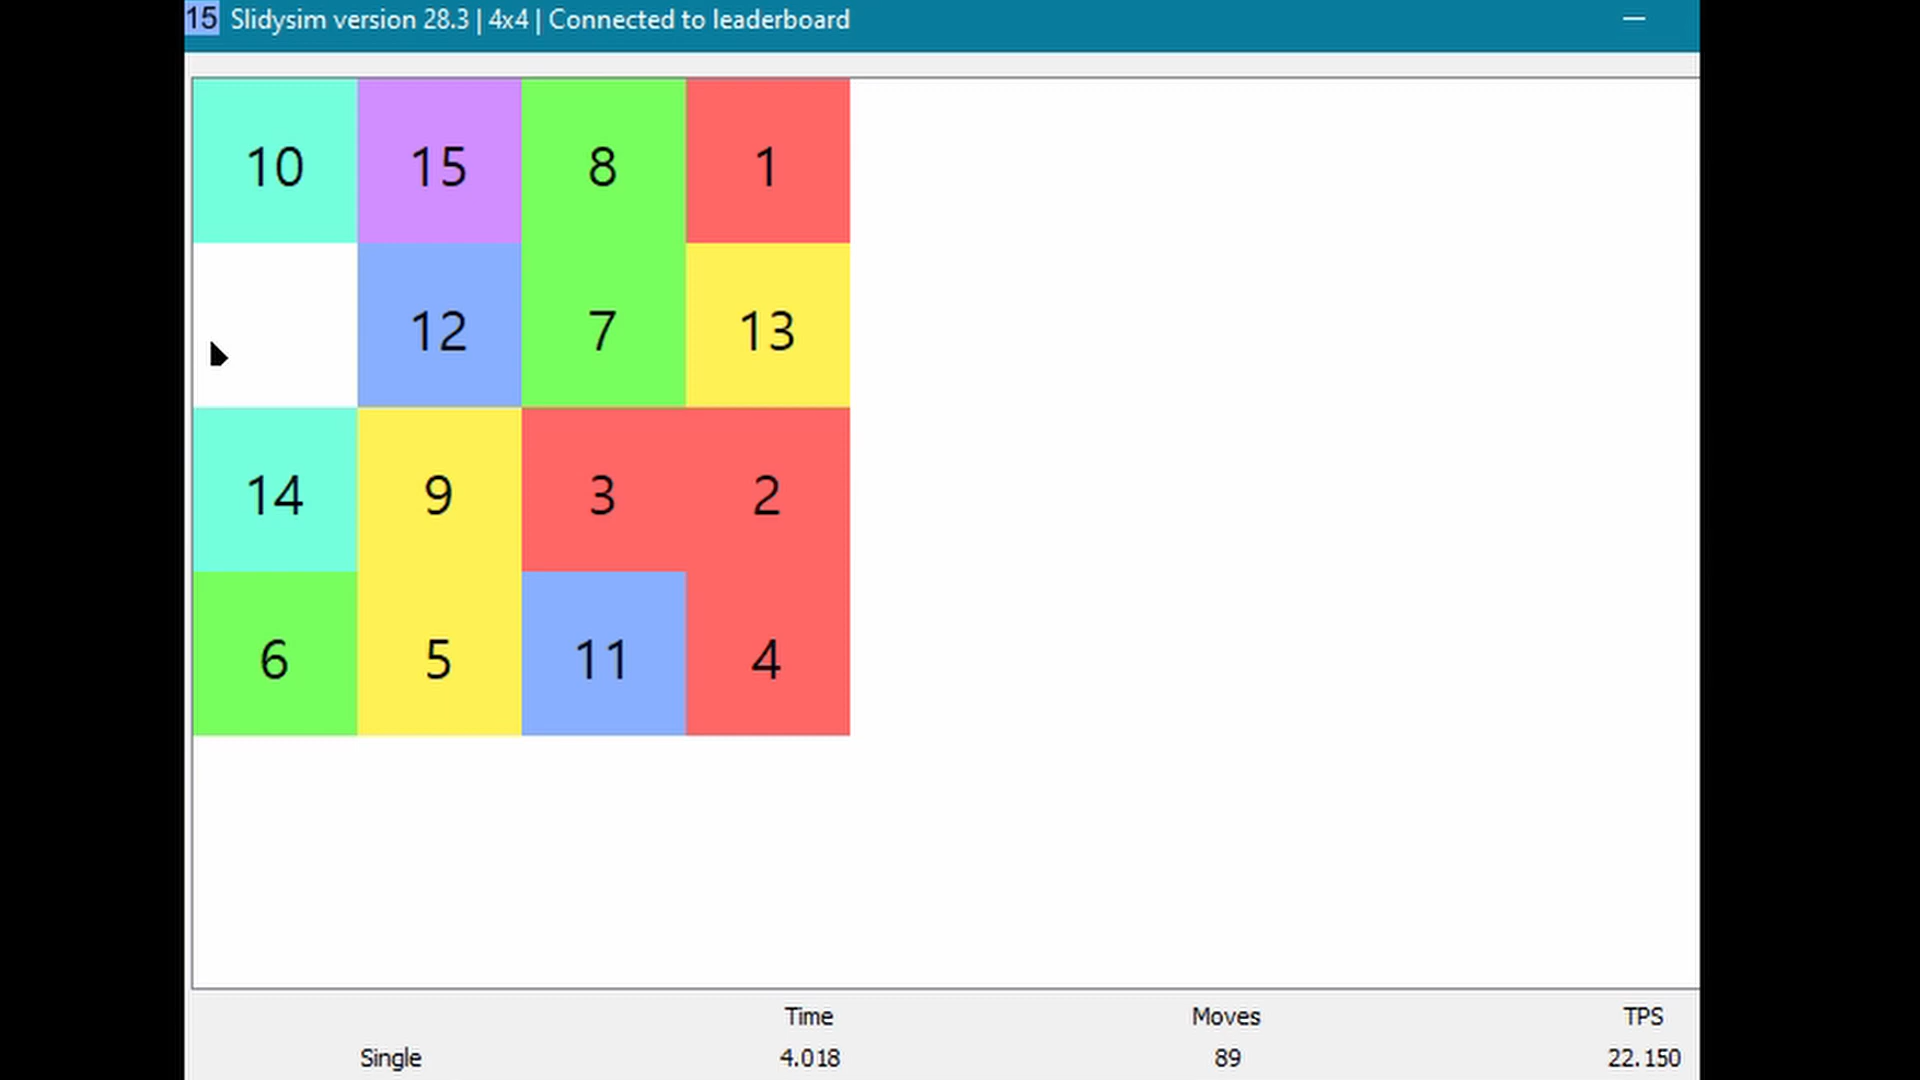 15 Slidysim version 28.3 | 4x4 | Connected to leaderboard
10 15 8 1
12 7 13
14 9 3 2
6 5 11 4
Time Moves TPS
Single 4.018 89 22.150